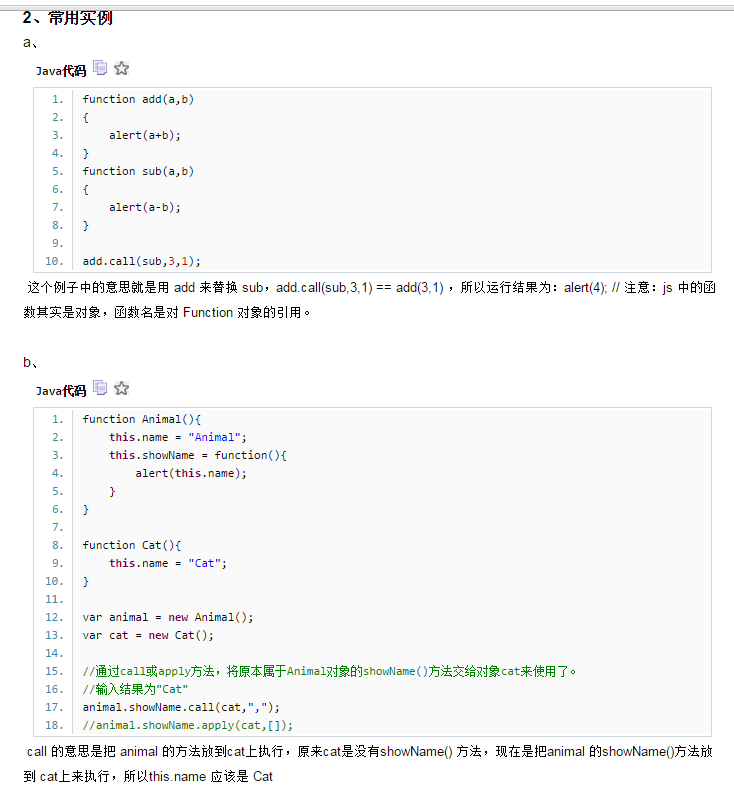 2、常用实例
a、
Java代码
1. function add(a,b)
2. {
3.     alert(a+b);
4. }
5. function sub(a,b)
6. {
7.     alert(a-b);
8. }
9.
10. add.call(sub,3,1);
这个例子中的意思就是用 add 来替换 sub，add.call(sub,3,1) == add(3,1) ，所以运行结果为：alert(4); // 注意：js 中的函
数其实是对象，函数名是对 Function 对象的引用。
b、
Java代码
1. function Animal(){
2.     this.name = "Animal";
3.     this.showName = function(){
4.         alert(this.name);
5.     }
6. }
7.
8. function Cat(){
9.     this.name = "Cat";
10. }
11.
12. var animal = new Animal();
13. var cat = new Cat();
14.
15. //通过call或apply方法，将原本属于Animal对象的showName()方法交给对象cat来使用了。
16. //输入结果为"Cat"
17. animal.showName.call(cat,",");
18. //animal.showName.apply(cat,[]);
call 的意思是把 animal 的方法放到cat上执行，原来cat是没有showName() 方法，现在是把animal 的showName()方法放
到 cat上来执行，所以this.name 应该是 Cat